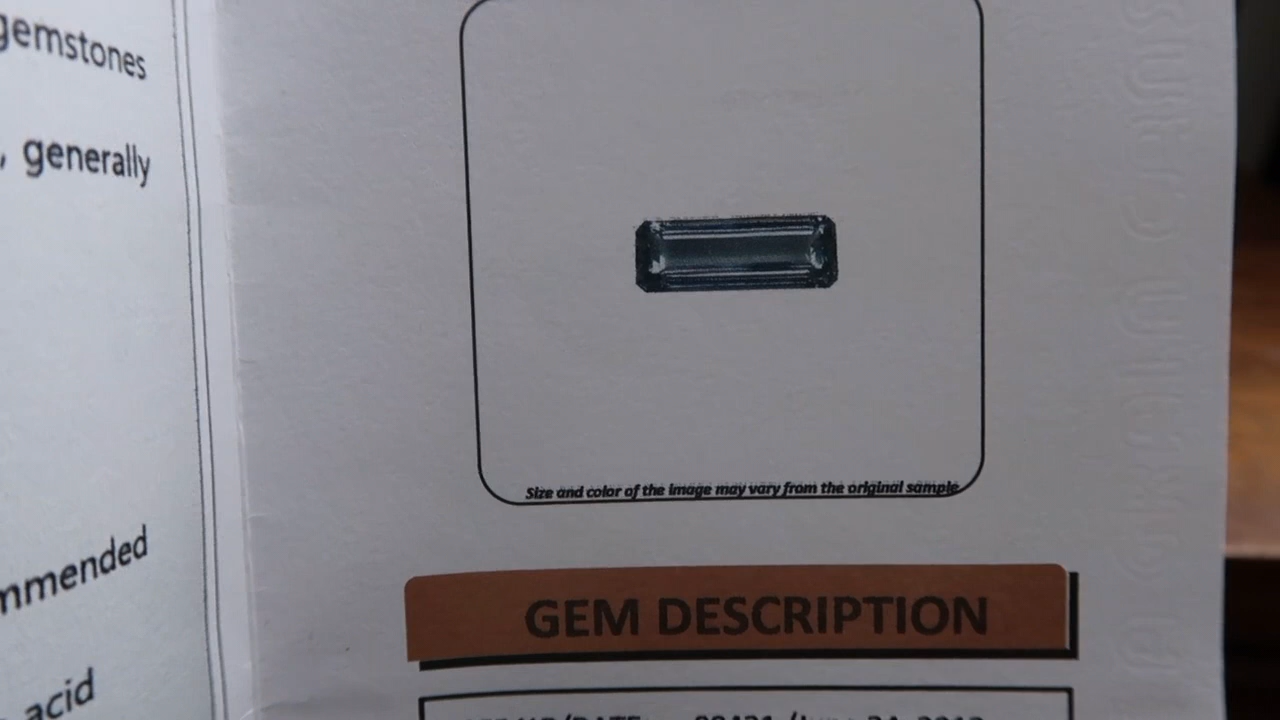 gemstones
, generally
mmended
acid
Size and color of the image may vary from the original sample
GEM DESCRIPTION